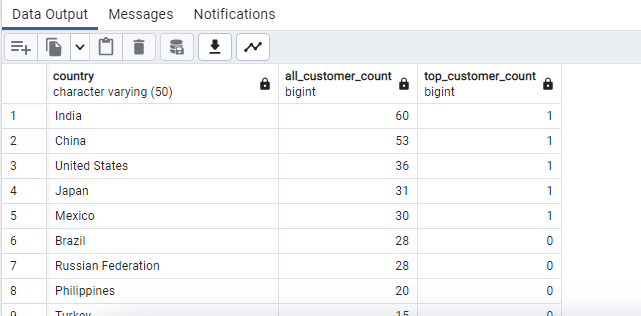 Data Output Messages Notifications
country all_customer_count top_customer_count
character varying (50) bigint bigint
1 India 60 1
2 China 53 1
3 United States 36 1
4 Japan 31 1
5 Mexico 30 1
6 Brazil 28 0
7 Russian Federation 28 0
8 Philippines 20 0
9 Turkey 15 0